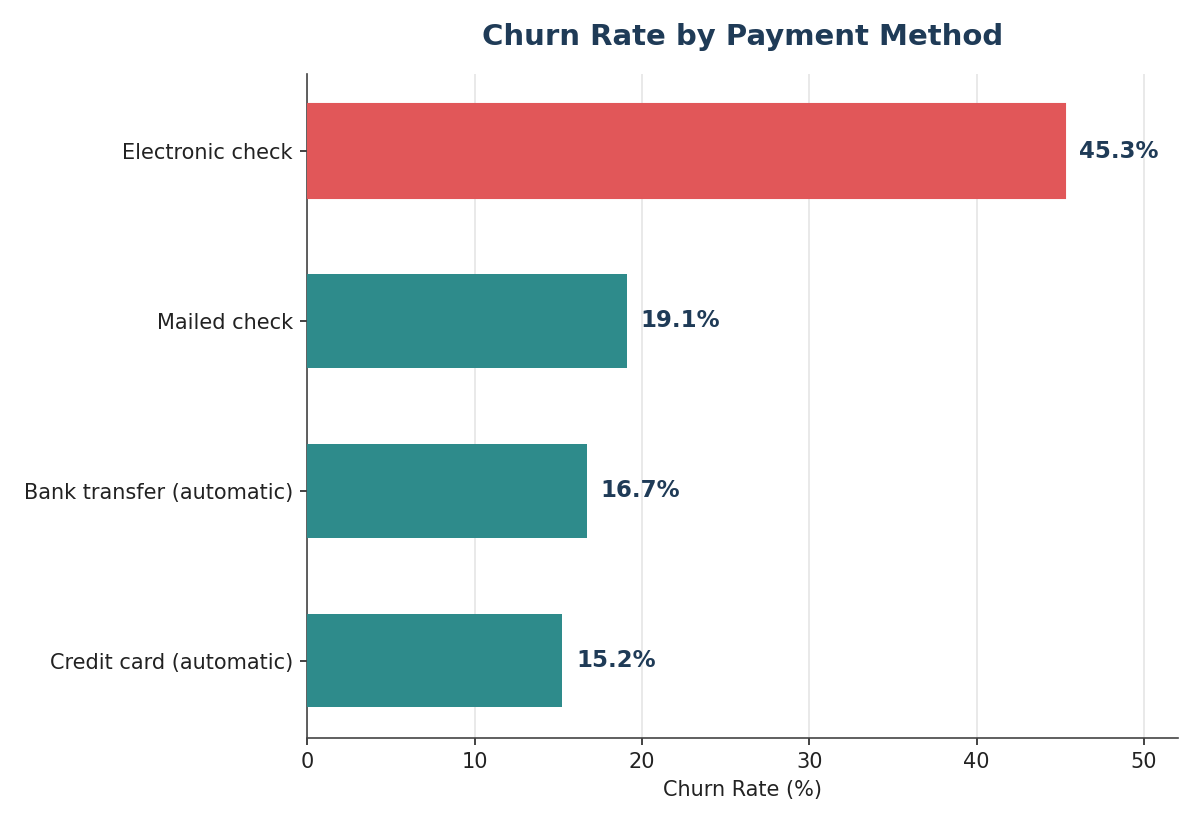 Churn Rate by Payment Method
Electronic check
45.3%
Mailed check
19.1%
Bank transfer (automatic)
16.7%
Credit card (automatic)
15.2%
0 10 20 30 40 50
Churn Rate (%)